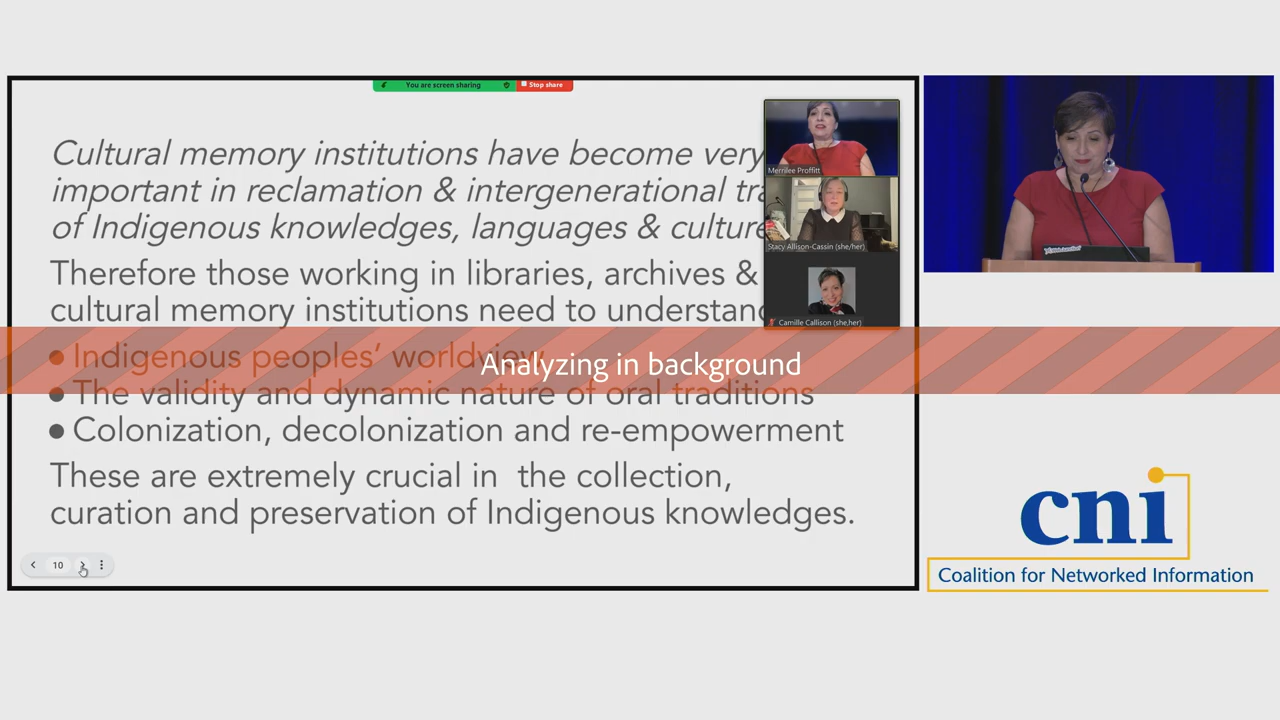 You are screen sharing
Stop share
Cultural memory institutions have become very
important in reclamation & intergenerational
of Indigenous knowledges, languages &
Therefore those working in libraries, archives &
cultural memory institutions need to
● Indigenous peoples'
● The validity and dynamic nature of oral traditions
● Colonization, decolonization and re-empowerment
These are extremely crucial in the collection,
curation and preservation of Indigenous knowledges.
10
Merrilee Proffitt
Stacy Allison-Cassin (she/her)
Camille Callison (she,her)
Analyzing in background
cni
Coalition for Networked Information